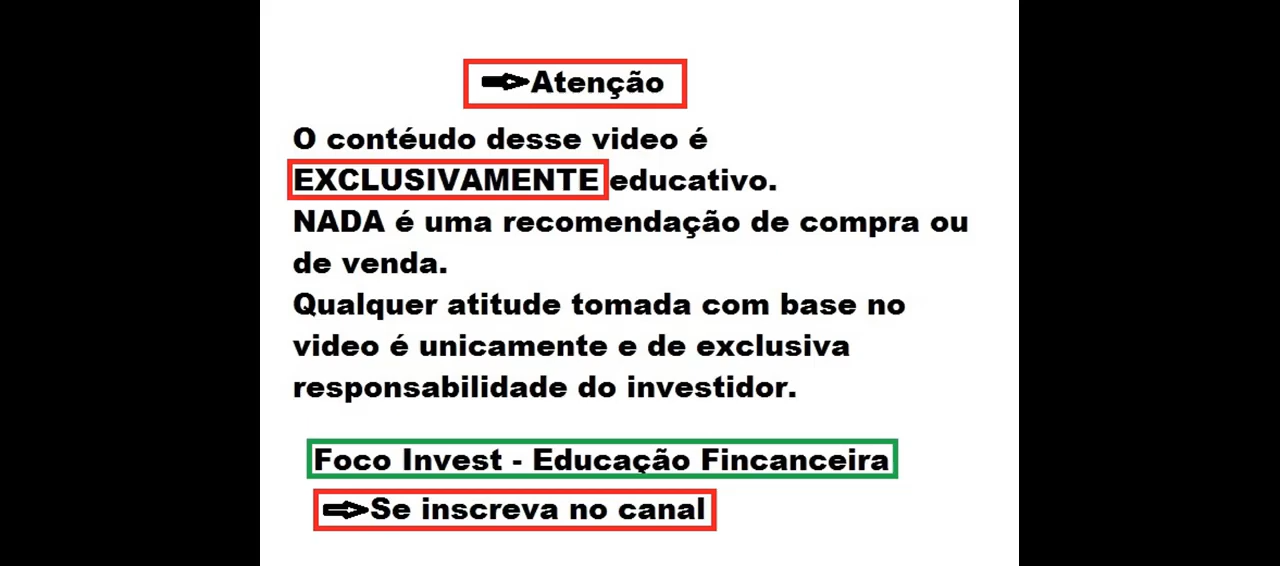 Atenção
O contéudo desse video é
EXCLUSIVAMENTE educativo.
NADA é uma recomendação de compra ou
de venda.
Qualquer atitude tomada com base no
video é unicamente e de exclusiva
responsabilidade do investidor.
Foco Invest - Educação Fincanceira
Se inscreva no canal